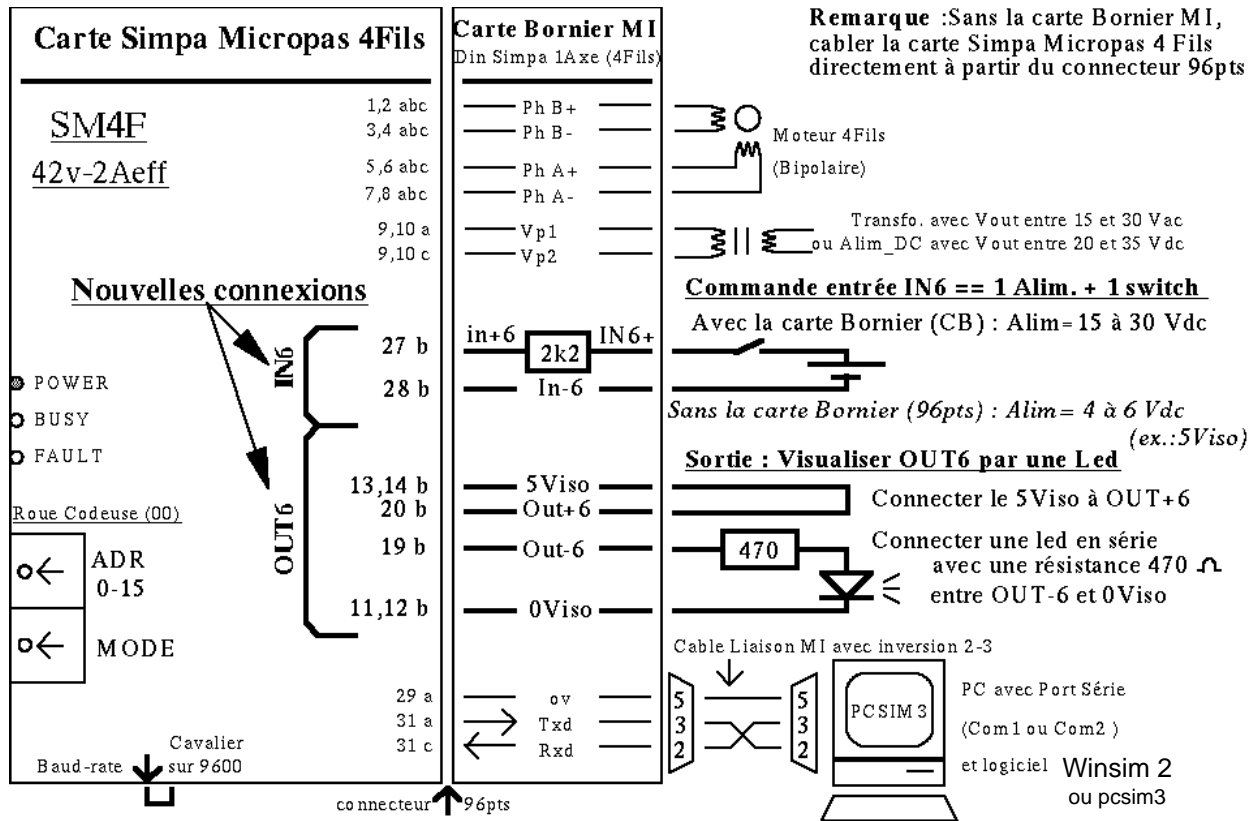 Carte Simpa Micropas 4Fils
Carte Bornier MI
Din Simpa 1Axe (4Fils)
Remarque :Sans la carte Bornier MI,
cabler la carte Simpa Micropas 4 Fils
directement à partir du connecteur 96pts
SM4F
42v-2Aeff
1,2 abc
Ph B+
3,4 abc
Ph B-
5,6 abc
Ph A+
7,8 abc
Ph A-
Moteur 4Fils
(Bipolaire)
9,10 a
Vp1
9,10 c
Vp2
Transfo. avec Vout entre 15 et 30 Vac
ou Alim_DC avec Vout entre 20 et 35 Vdc
Nouvelles connexions
Commande entrée IN6 == 1 Alim. + 1 switch
Avec la carte Bornier (CB) : Alim=15 à 30 Vdc
IN6
27 b
in+6
2k2
IN6+
28 b
In-6
Sans la carte Bornier (96pts) : Alim= 4 à 6 Vdc
(ex.:5Viso)
POWER
BUSY
FAULT
Sortie : Visualiser OUT6 par une Led
OUT6
13,14 b
5Viso
20 b
Out+6
Connecter le 5Viso à OUT+6
19 b
Out-6
470
Connecter une led en série
avec une résistance 470 Ω
entre OUT-6 et 0Viso
11,12 b
0Viso
Roue Codeuse (00)
ADR
0-15
MODE
Cable Liaison MI avec inversion 2-3
29 a
ov
31 a
Txd
31 c
Rxd
5
3
2
5
3
2
PCSIM 3
PC avec Port Série
(Com1 ou Com2 )
et logiciel Winsim 2
ou pcsim3
Baud-rate
Cavalier
sur 9600
connecteur 96pts